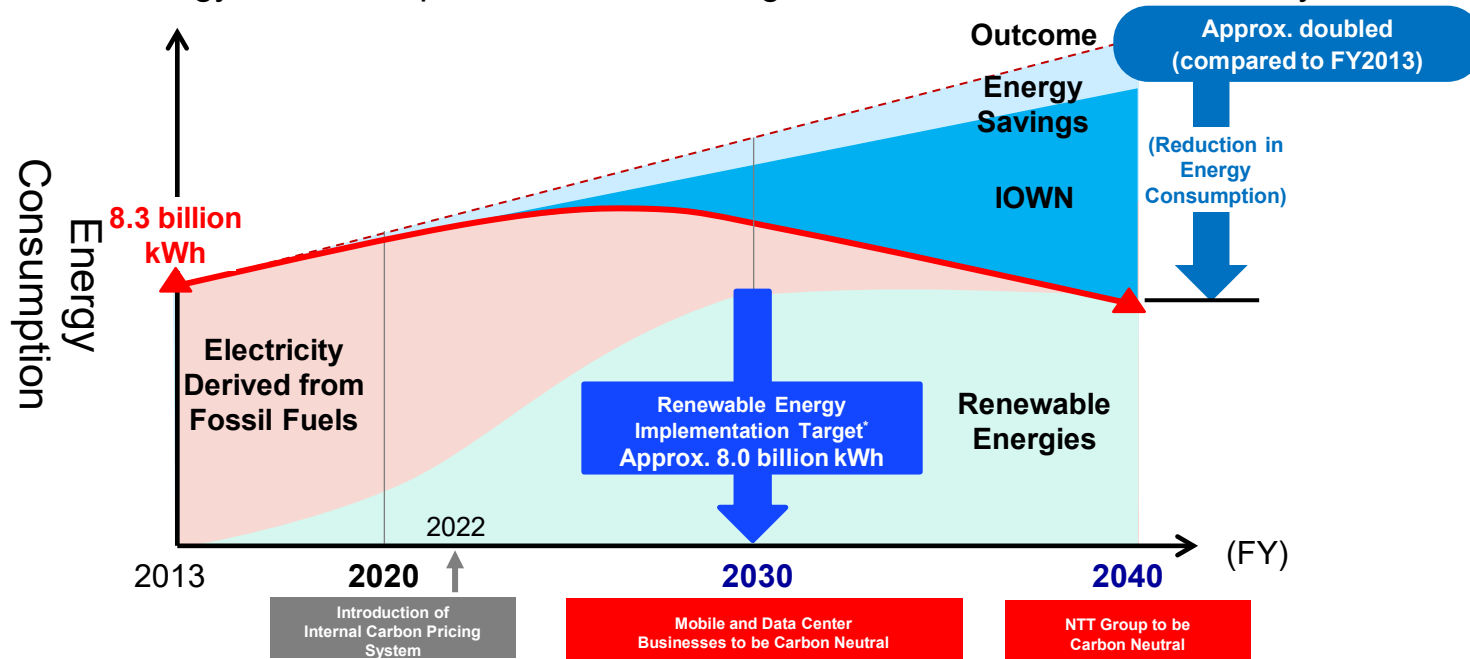 Outcome
Approx. doubled
(compared to FY2013)
Energy
Savings
(Reduction in
Energy
Consumption)
IOWN
Energy
Consumption
8.3 billion
kWh
Electricity
Derived from
Fossil Fuels
Renewable Energy
Implementation Target*
Approx. 8.0 billion kWh
Renewable
Energies
2022
2013
2020
2030
2040
(FY)
Introduction of
Internal Carbon Pricing
System
Mobile and Data Center
Businesses to be Carbon Neutral
NTT Group to be
Carbon Neutral